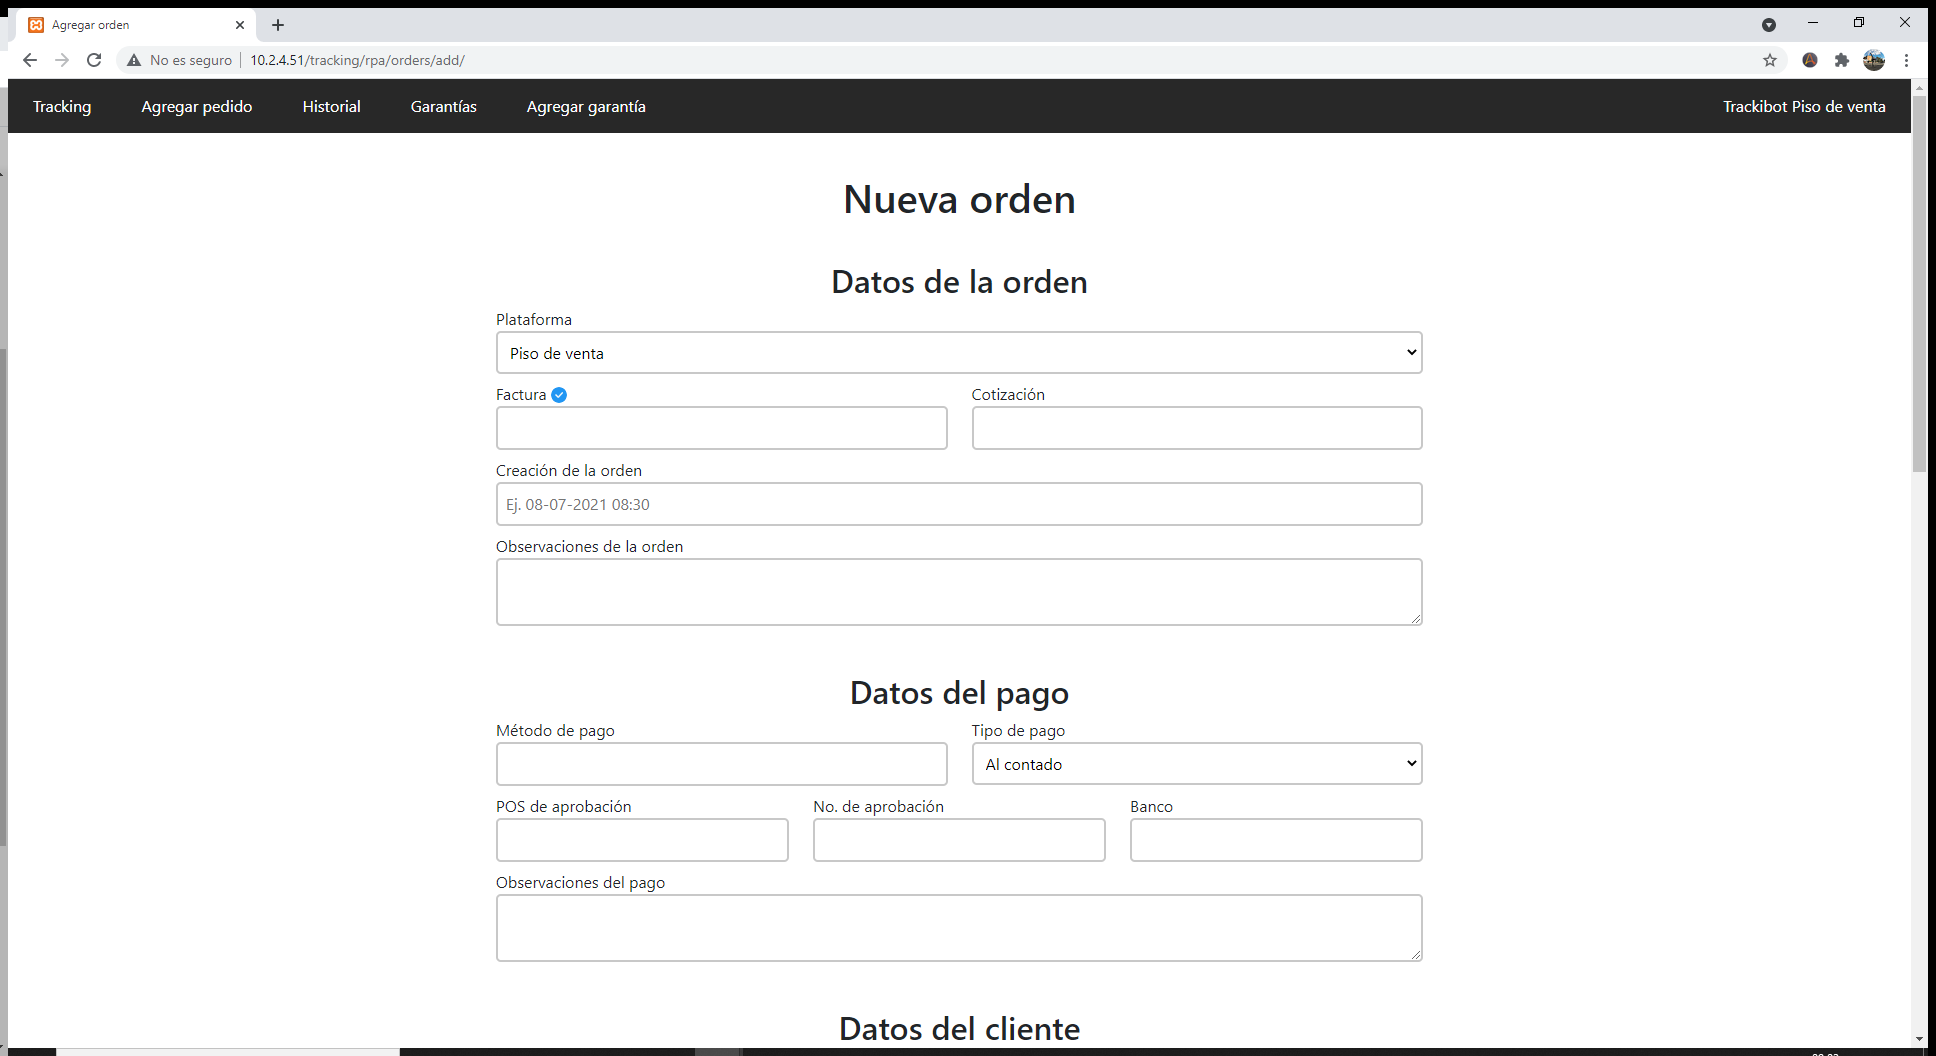 Agregar orden
No es seguro 10.2.4.51/tracking/rpa/orders/add/
Tracking Agregar pedido Historial Garantías Agregar garantía Trackibot Piso de venta
Nueva orden
Datos de la orden
Plataforma
Piso de venta
Factura Cotización
Creación de la orden
Ej. 08-07-2021 08:30
Observaciones de la orden
Datos del pago
Método de pago Tipo de pago
Al contado
POS de aprobación No. de aprobación Banco
Observaciones del pago
Datos del cliente